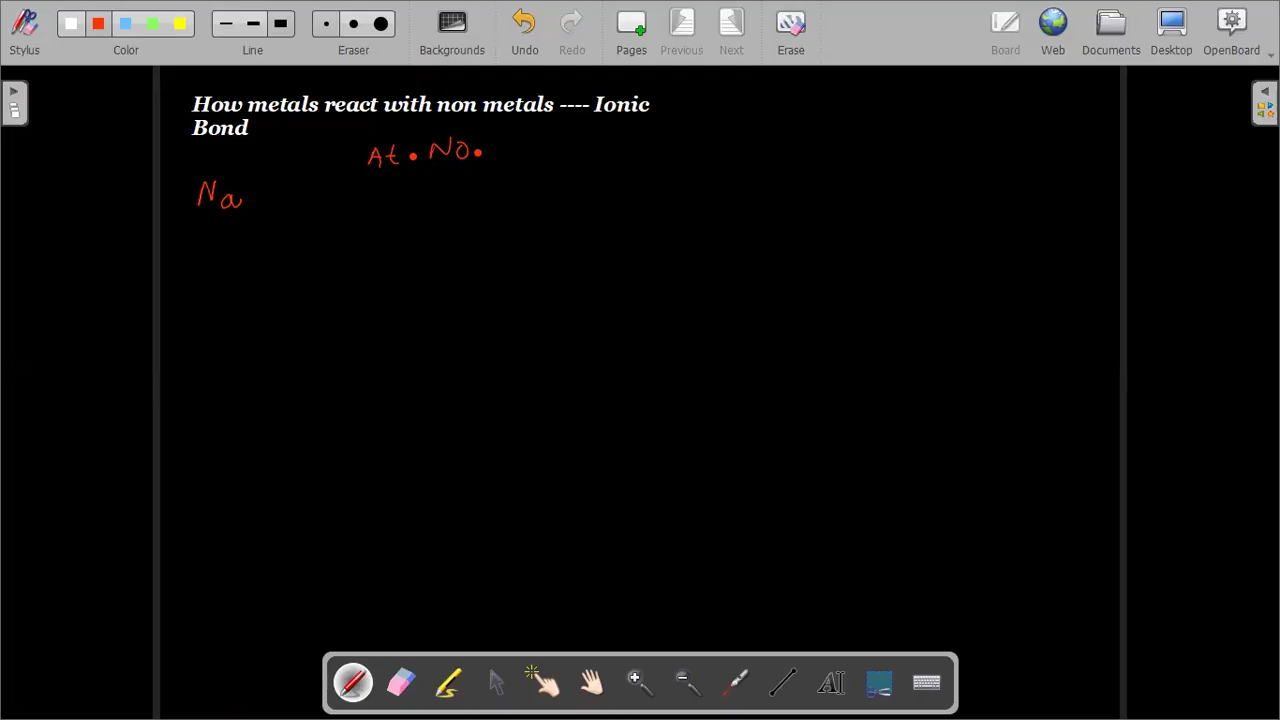 Stylus Color Line Eraser Backgrounds Undo Redo Pages Previous Next Erase Board Web Documents Desktop OpenBoard
How metals react with non metals ---- Ionic
Bond
At. No.
Na